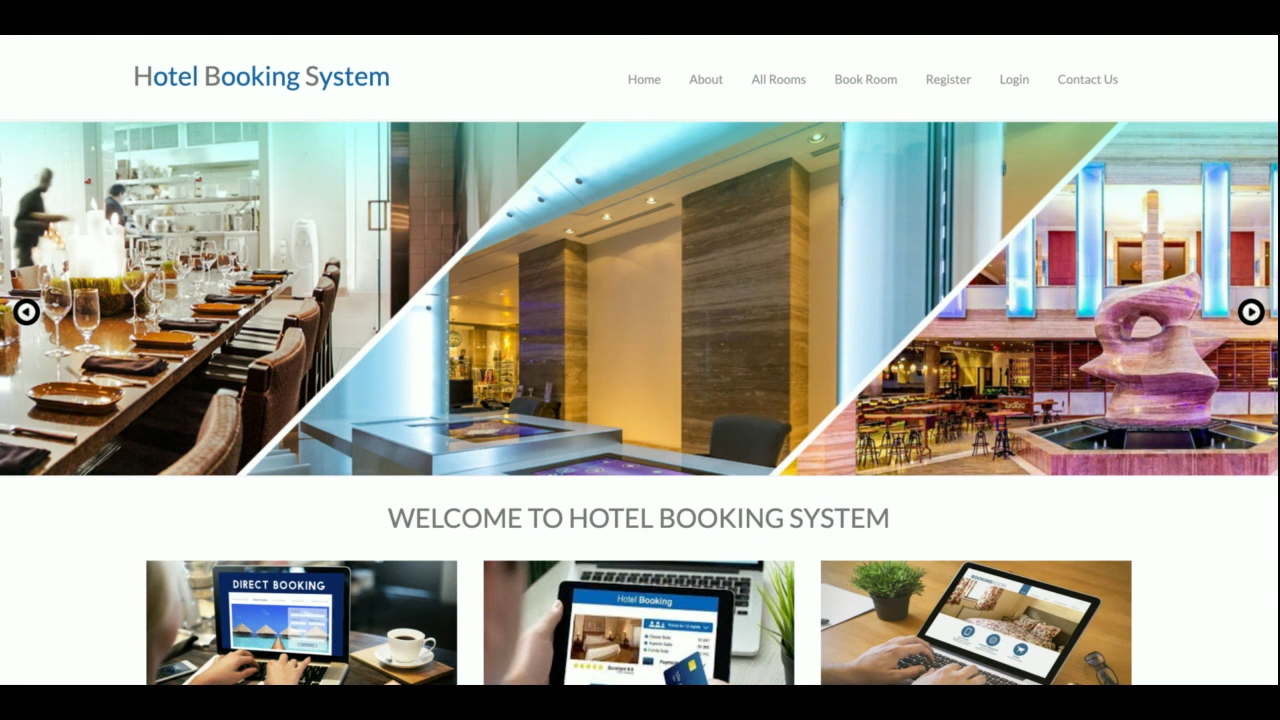 Hotel Booking System
Home About All Rooms Book Room Register Login Contact Us
WELCOME TO HOTEL BOOKING SYSTEM
DIRECT BOOKING
Hotel Booking